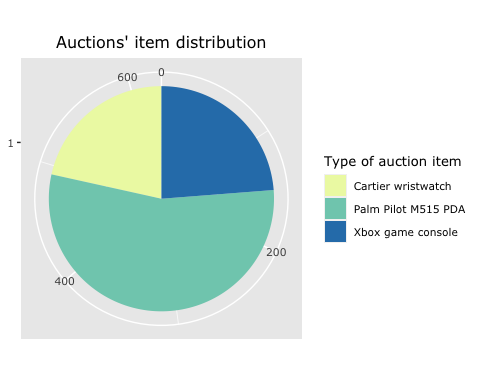 Auctions' item distribution
0
600
1
200
400
Type of auction item
Cartier wristwatch
Palm Pilot M515 PDA
Xbox game console